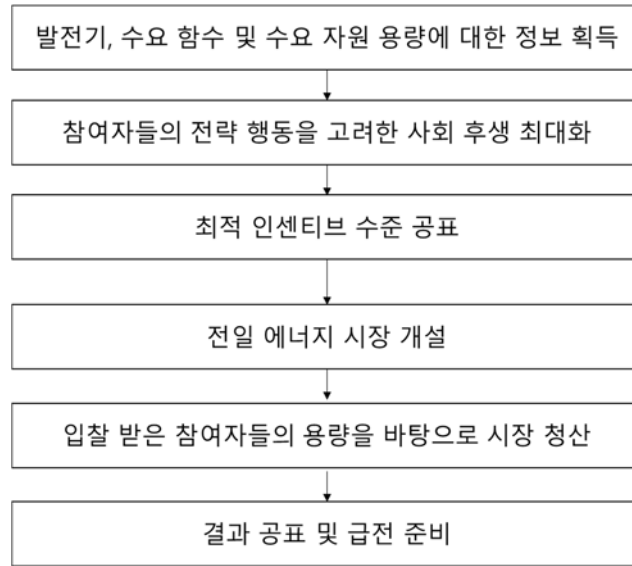 발전기, 수요 함수 및 수요 자원 용량에 대한 정보 획득
참여자들의 전략 행동을 고려한 사회 후생 최대화
최적 인센티브 수준 공표
전일 에너지 시장 개설
입찰 받은 참여자들의 용량을 바탕으로 시장 청산
결과 공표 및 급전 준비